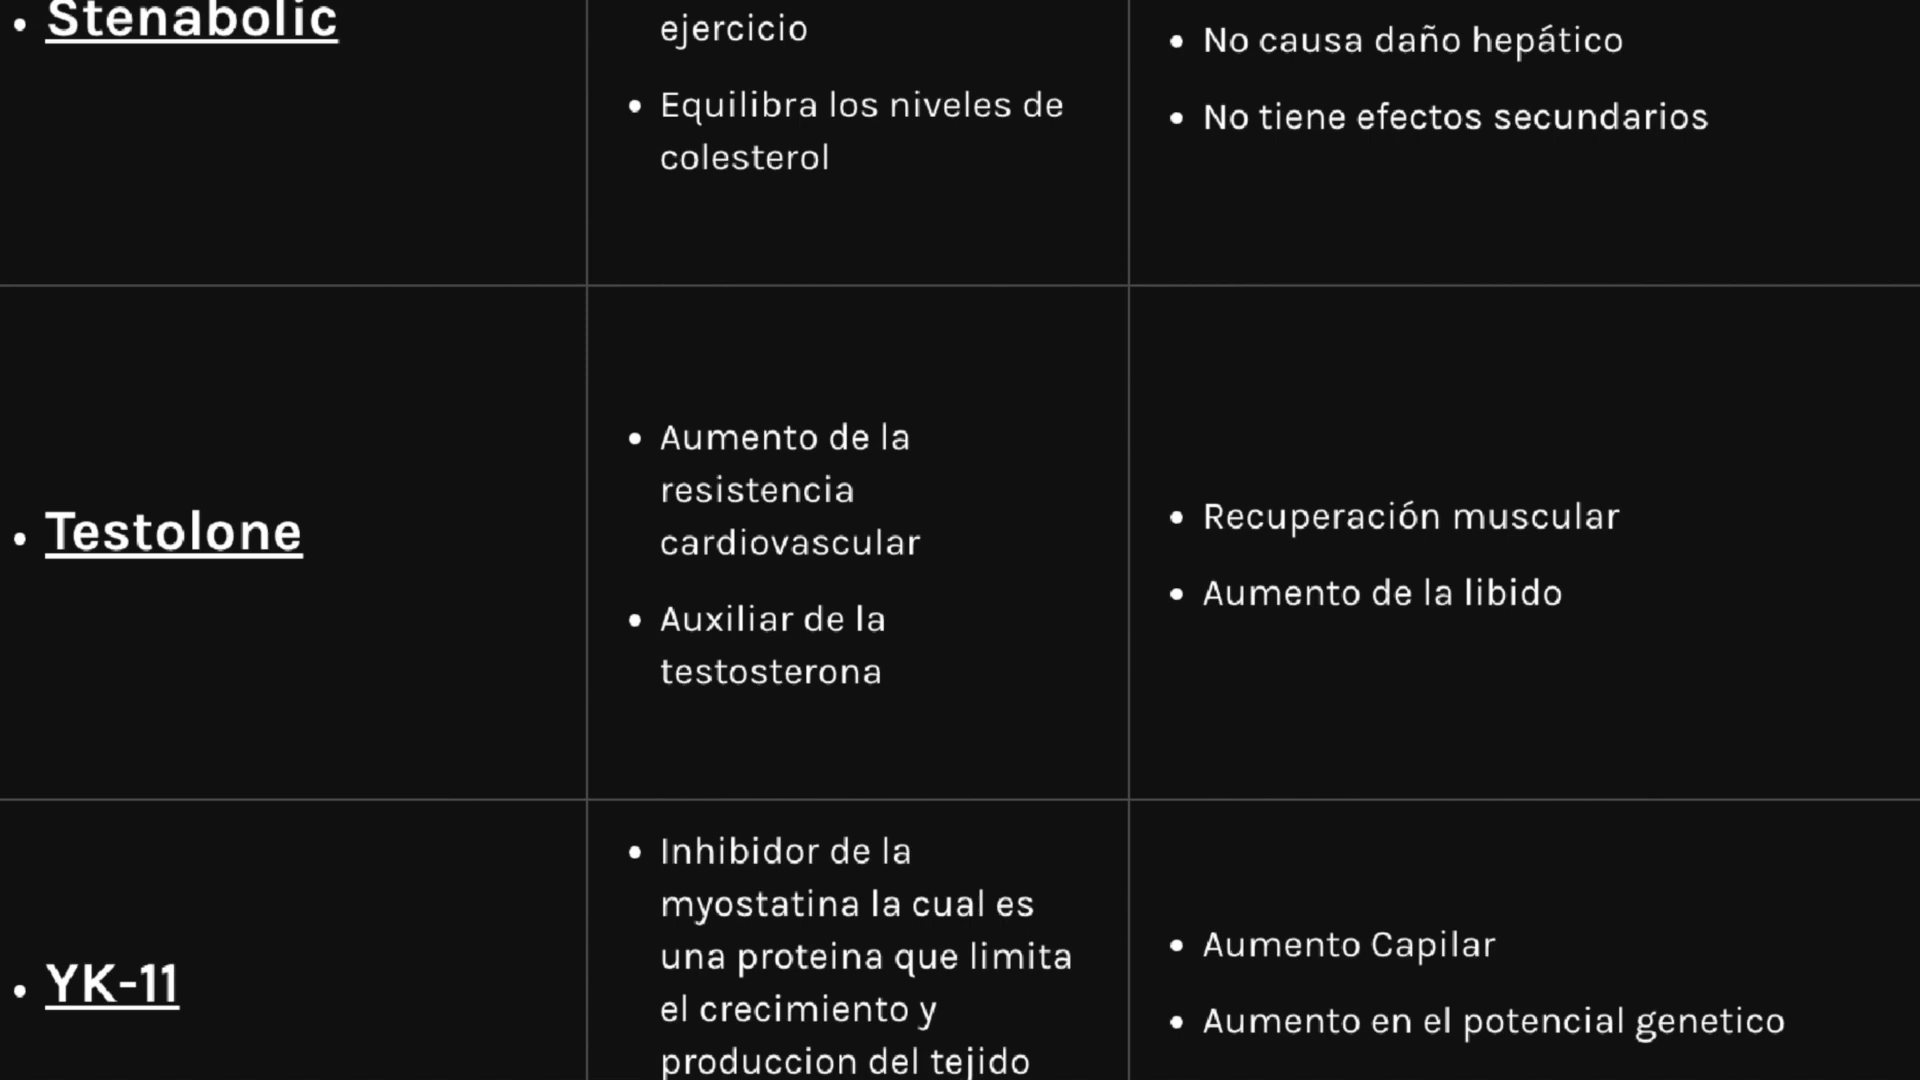 • Stenabolic
ejercicio
• Equilibra los niveles de
colesterol
• No causa daño hepático
• No tiene efectos secundarios
• Testolone
• Aumento de la
resistencia
cardiovascular
• Auxiliar de la
testosterona
• Recuperación muscular
• Aumento de la libido
• YK-11
• Inhibidor de la
myostatina la cual es
una proteina que limita
el crecimiento y
produccion del tejido
• Aumento Capilar
• Aumento en el potencial genetico